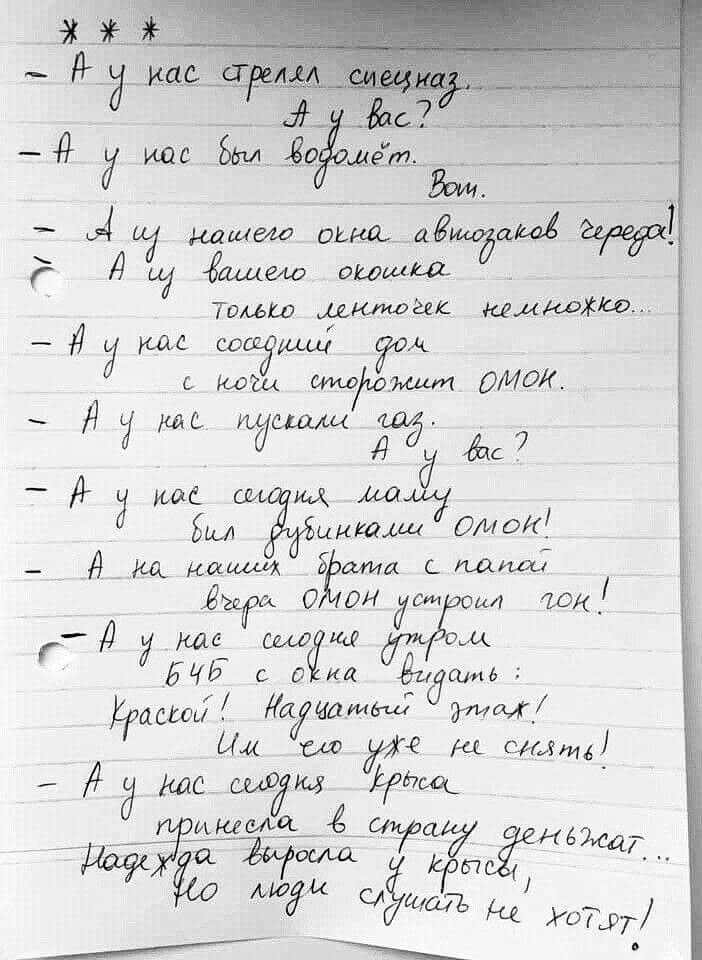 * * *
- А у нас стрелял спецназ.
А у вас?
- А у нас был водомёт.
Вот.
- А из нашего окна автозаков череда!
- А из вашего окошка
только ленточек немножко...
- А у нас соседний дом
с ночи сторожит ОМОН.
- А у нас пускали газ.
А у вас?
- А у нас сегодня маму
бил дубинками ОМОН!
- А на наших брата с папой
вчера ОМОН устроил гон!
- А у нас сегодня утром
БЧБ с окна видать:
Краской! Надцатый этаж!
Им его уже не снять!
- А у нас сегодня крыса
принесла в страну деньжат...
Надежда выросла у крысы,
Но люди слушать не хотят!